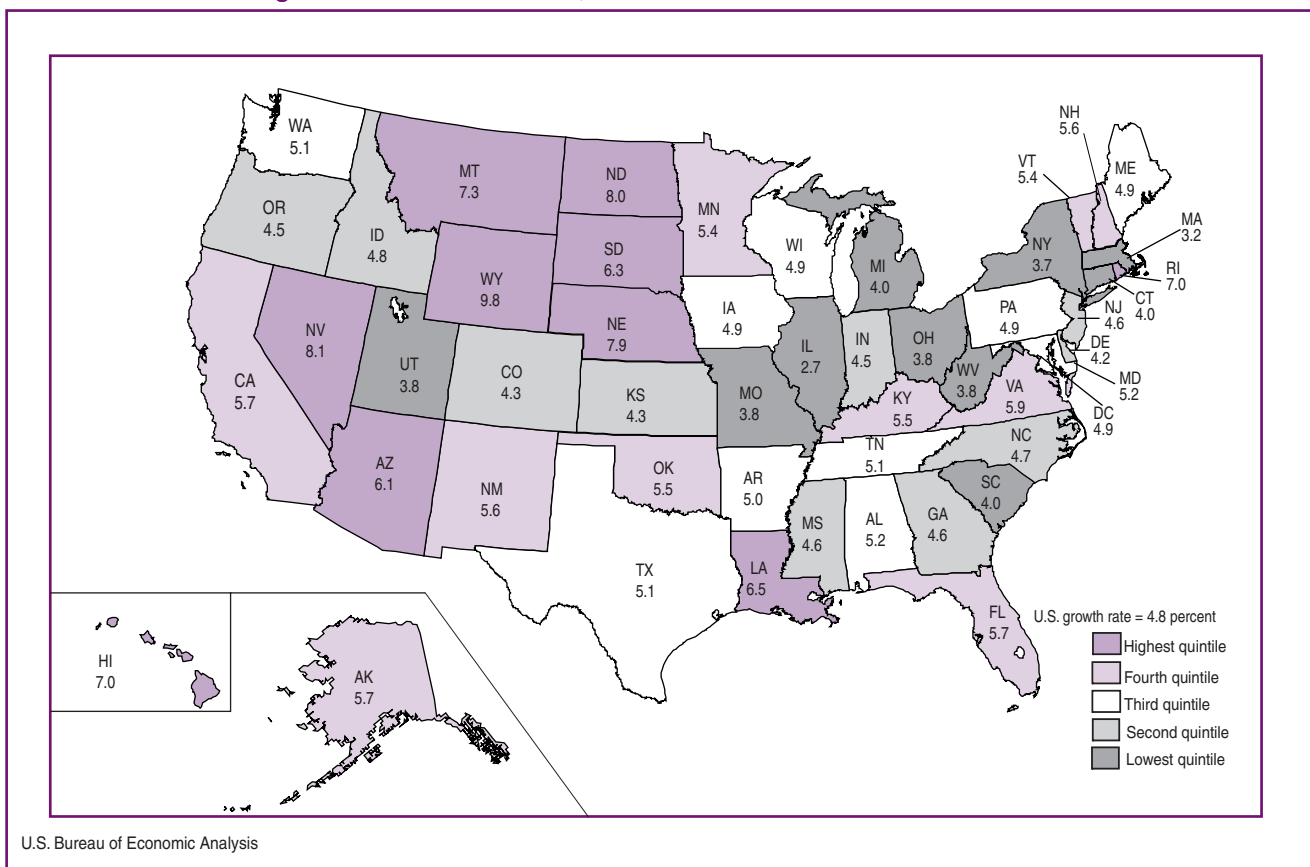 WA
5.1
MT
7.3
ND
8.0
MN
5.4
OR
4.5
ID
4.8
WY
9.8
SD
6.3
WI
4.9
MI
4.0
NY
3.7
VT
5.4
NH
5.6
ME
4.9
MA
3.2
RI
7.0
CT
4.0
NJ
4.6
DE
4.2
MD
5.2
DC
4.9
PA
4.9
NV
8.1
UT
3.8
CO
4.3
NE
7.9
IA
4.9
IL
2.7
IN
4.5
OH
3.8
WV
3.8
VA
5.9
CA
5.7
KS
4.3
MO
3.8
KY
5.5
NC
4.7
TN
5.1
SC
4.0
AZ
6.1
NM
5.6
OK
5.5
AR
5.0
MS
4.6
AL
5.2
GA
4.6
TX
5.1
LA
6.5
FL
5.7
HI
7.0
AK
5.7
U.S. growth rate = 4.8 percent
Highest quintile
Fourth quintile
Third quintile
Second quintile
Lowest quintile
U.S. Bureau of Economic Analysis